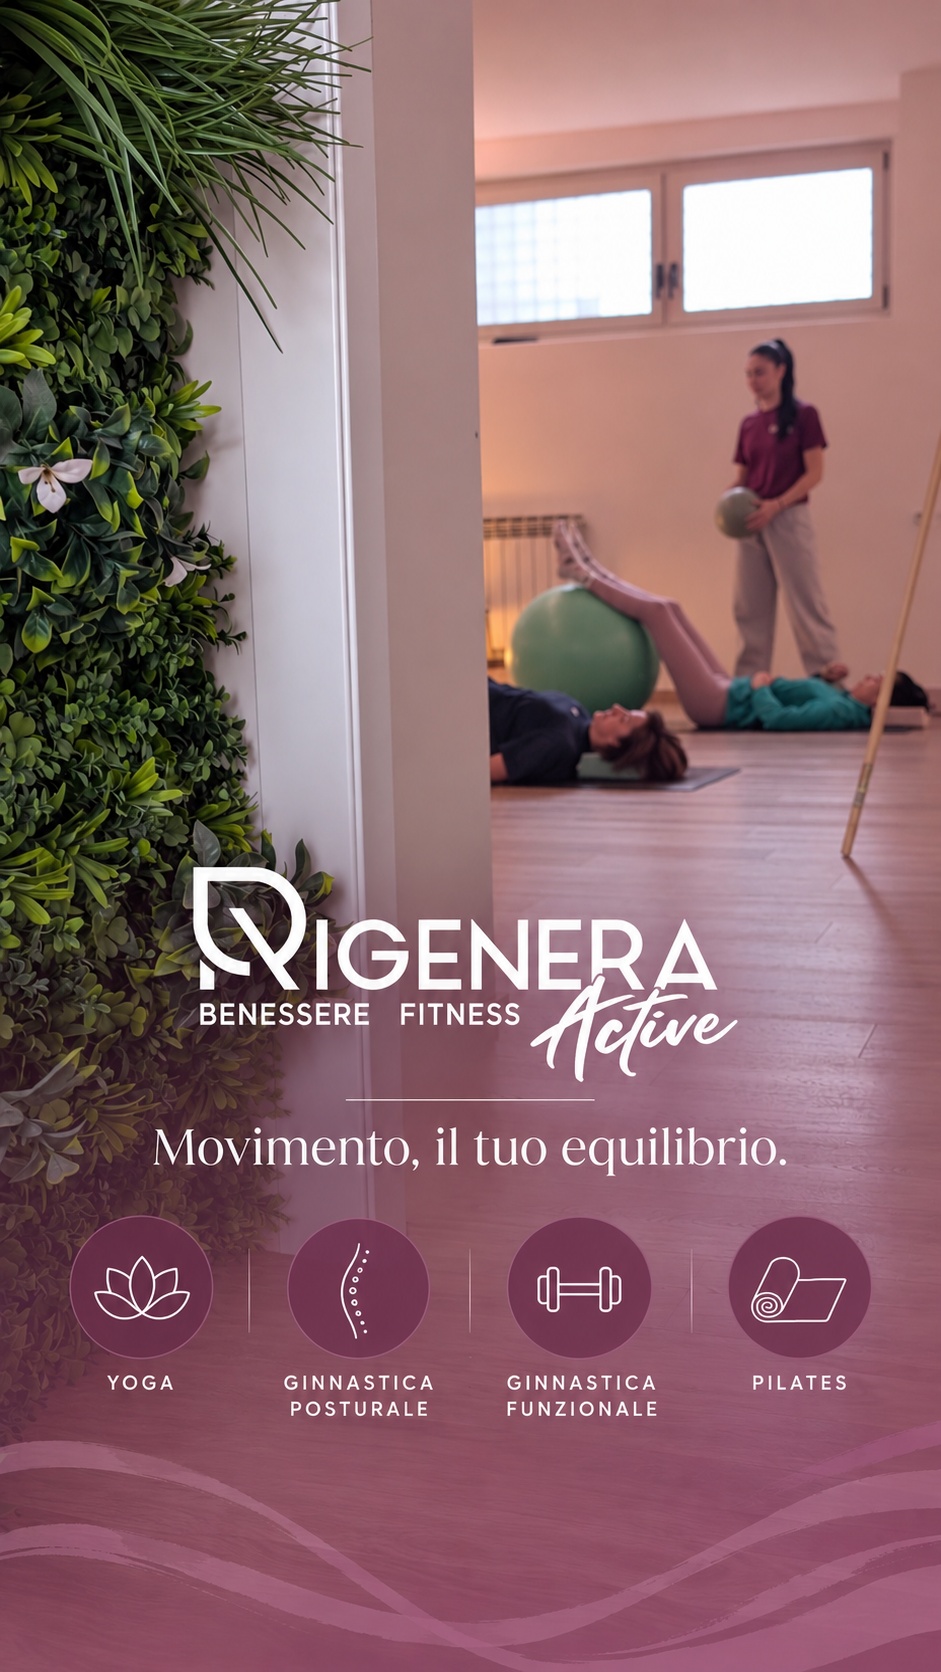 RIGENERA
BENESSERE FITNESS
Active
Movimento, il tuo equilibrio.
YOGA
GINNASTICA
POSTURALE
GINNASTICA
FUNZIONALE
PILATES